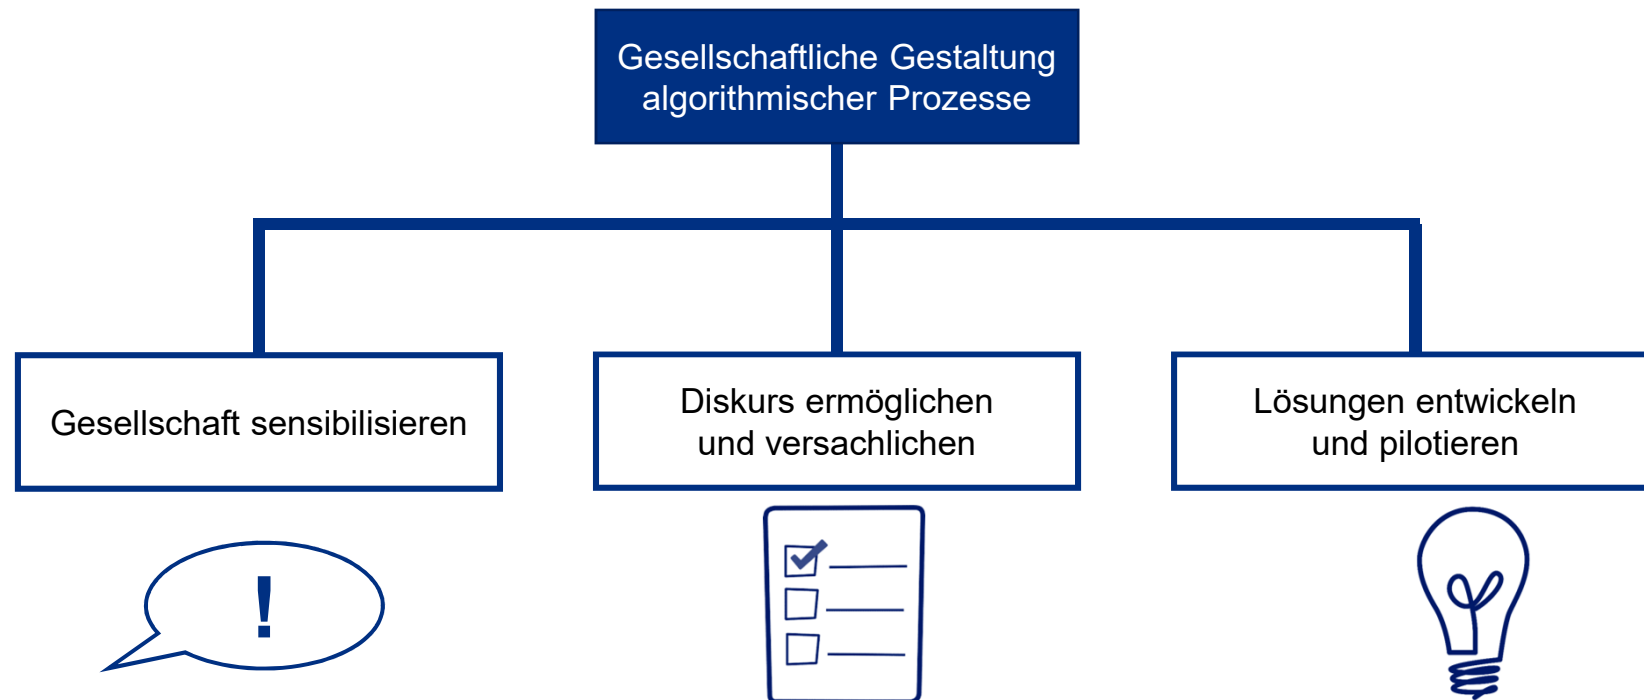 Gesellschaftliche Gestaltung
algorithmischer Prozesse
Gesellschaft sensibilisieren
Diskurs ermöglichen
und versachlichen
Lösungen entwickeln
und pilotieren
!